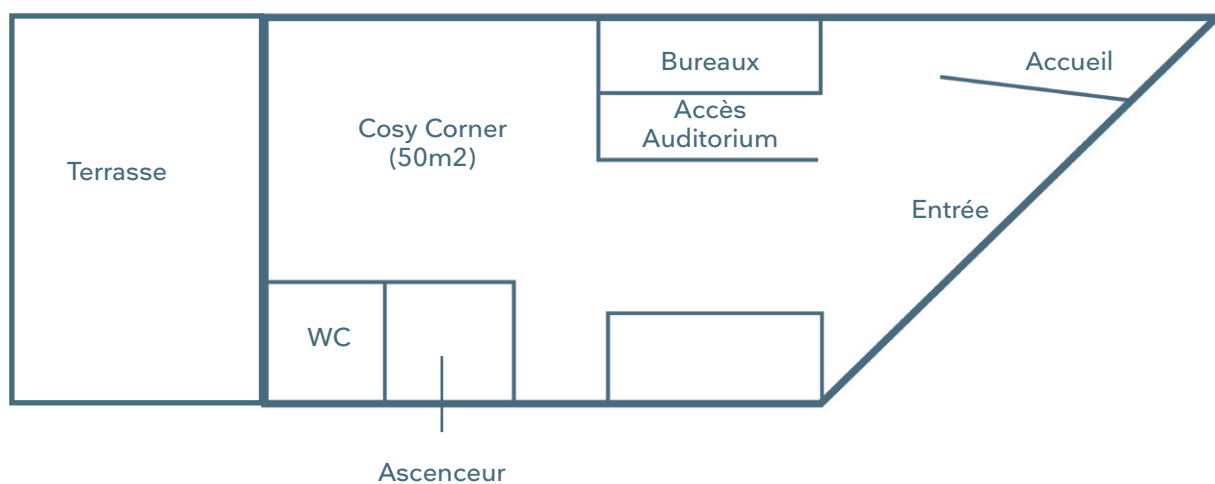 Bureaux
Accueil
Accès
Auditorium
Cosy Corner
(50m2)
Terrasse
Entrée
WC
Ascenceur